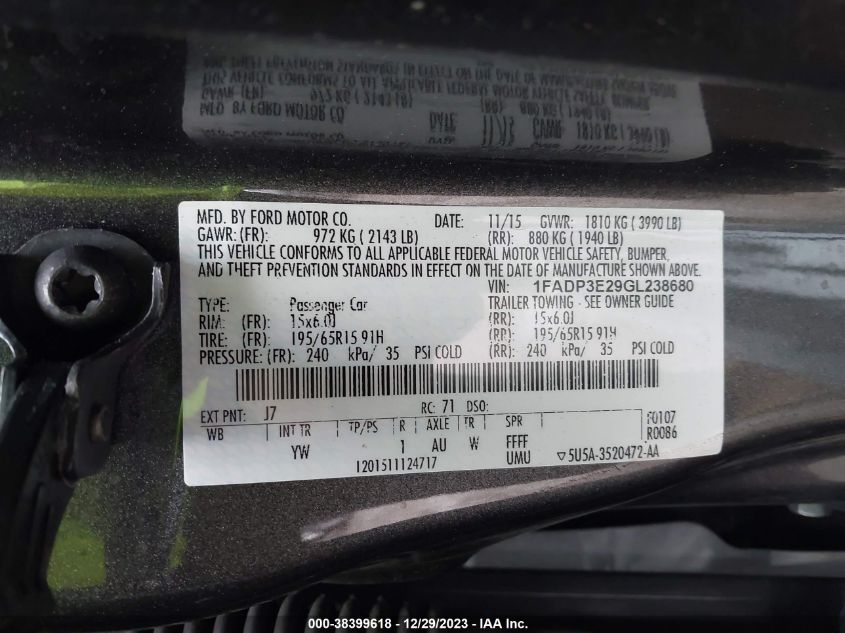 MFD. BY FORD MOTOR CO. DATE: 11/15 GVWR: 1810 KG ( 3990 LB)
GAWR: (FR): 972 KG ( 2143 LB) (RR): 880 KG ( 1940 LB)
THIS VEHICLE CONFORMS TO ALL APPLICABLE FEDERAL MOTOR VEHICLE SAFETY, BUMPER,
AND THEFT PREVENTION STANDARDS IN EFFECT ON THE DATE OF MANUFACTURE SHOWN ABOVE.
VIN: 1FADP3E29GL238680
TYPE: Passenger Car TRAILER TOWING - SEE OWNER GUIDE
RIM: (FR): 15x6.0J (RR): 15x6.0J
TIRE: (FR): 195/65R15 91H (RR): 195/65R15 91H
PRESSURE: (FR): 240 kPa/ 35 PSI COLD (RR): 240 kPa/ 35 PSI COLD
EXT PNT: J7 RC: 71 DSO: F0107
WB INT TR TP/PS R AXLE TR SPR R0086
YW 1 AU W FFFF
I201511124717 UMU ▽5U5A-3520472-AA
000-38399618 - 12/29/2023 - IAA Inc.